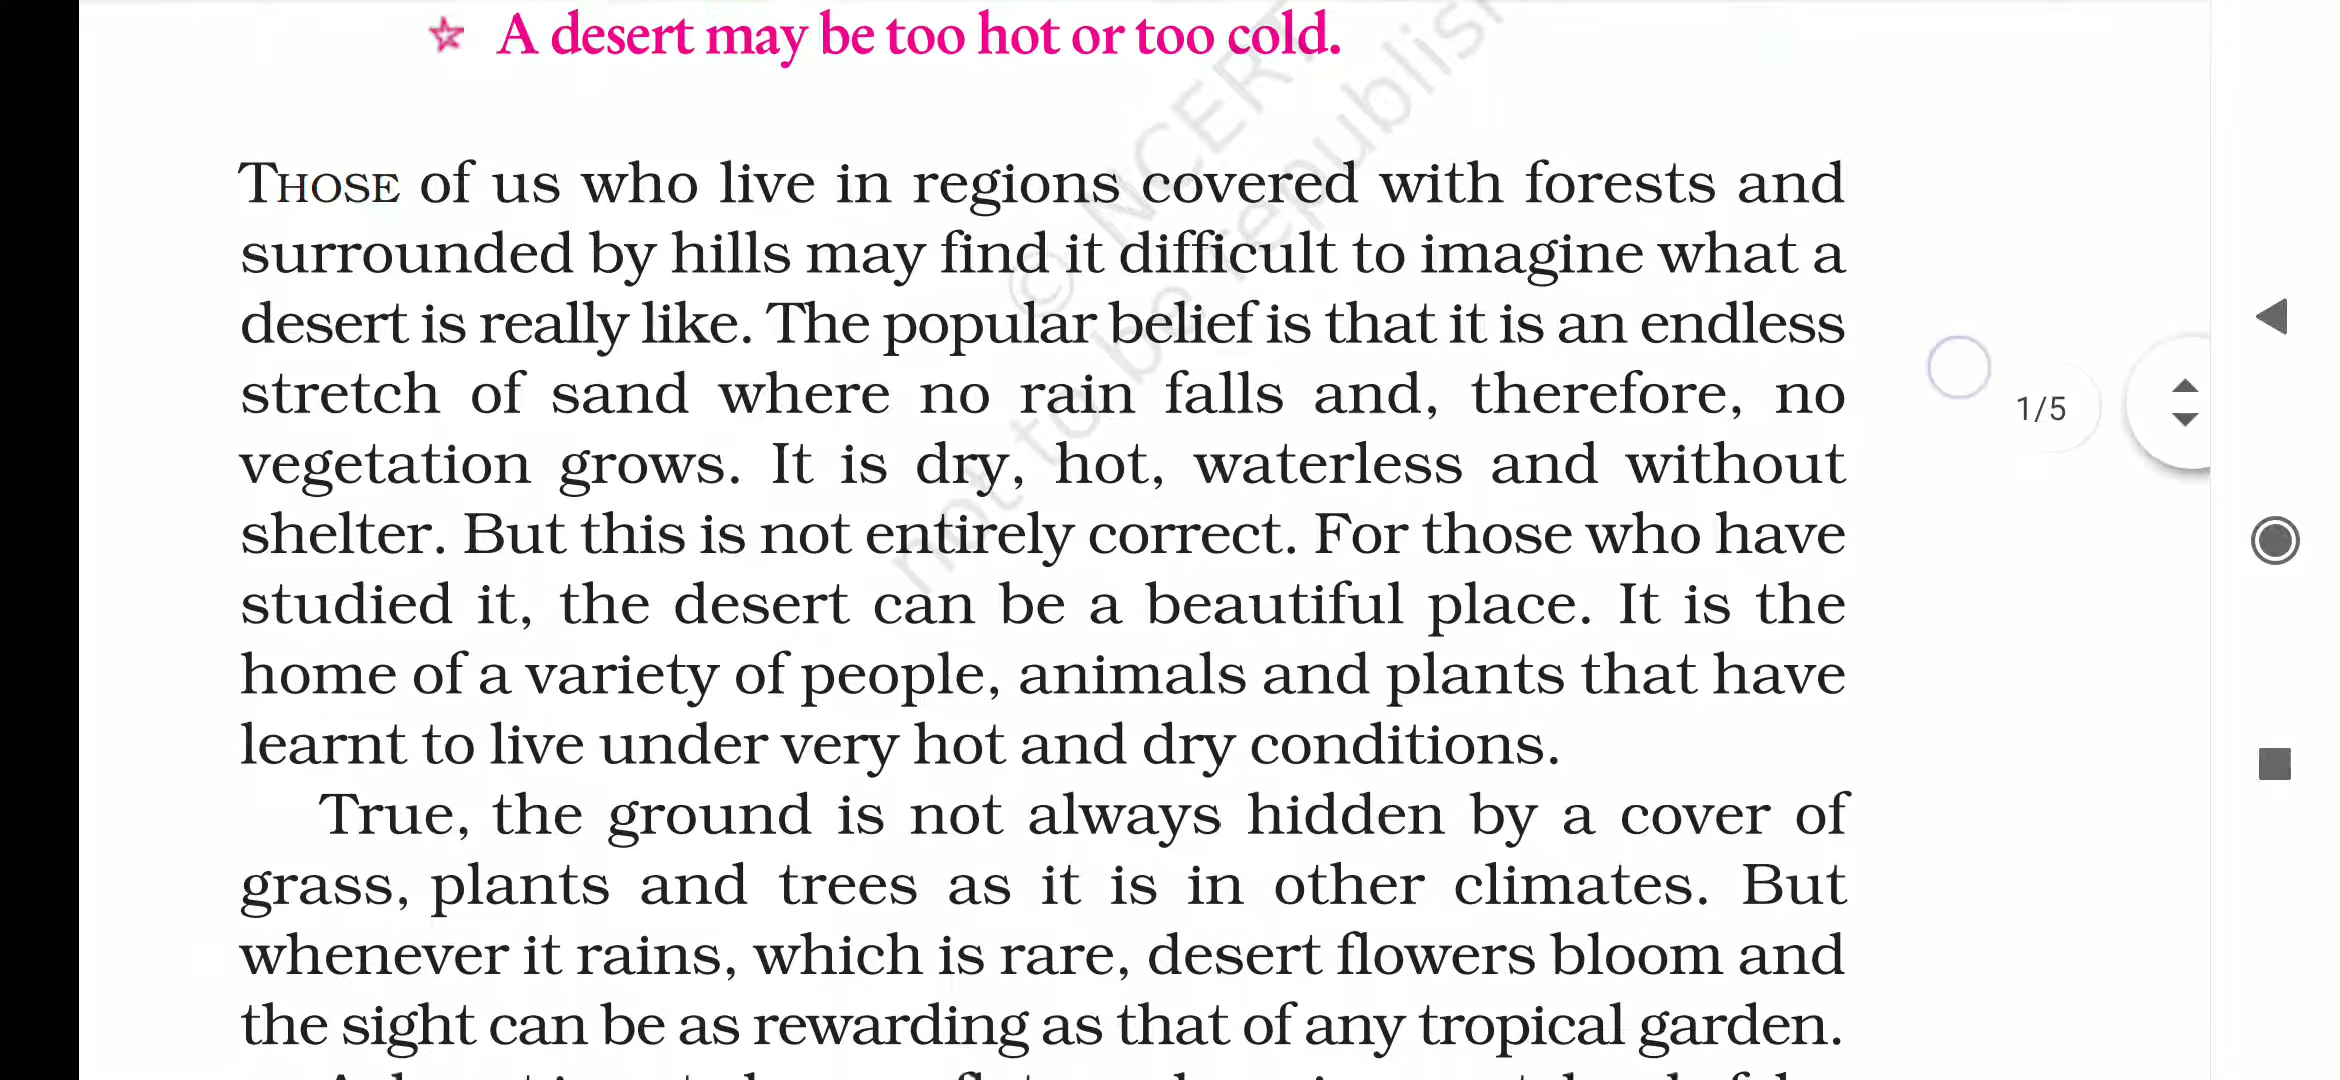 ☆ A desert may be too hot or too cold.
THOSE of us who live in regions covered with forests and
surrounded by hills may find it difficult to imagine what a
desert is really like. The popular belief is that it is an endless
stretch of sand where no rain falls and, therefore, no
vegetation grows. It is dry, hot, waterless and without
shelter. But this is not entirely correct. For those who have
studied it, the desert can be a beautiful place. It is the
home of a variety of people, animals and plants that have
learnt to live under very hot and dry conditions.
True, the ground is not always hidden by a cover of
grass, plants and trees as it is in other climates. But
whenever it rains, which is rare, desert flowers bloom and
the sight can be as rewarding as that of any tropical garden.
1/5
© NCERT
not to be republish